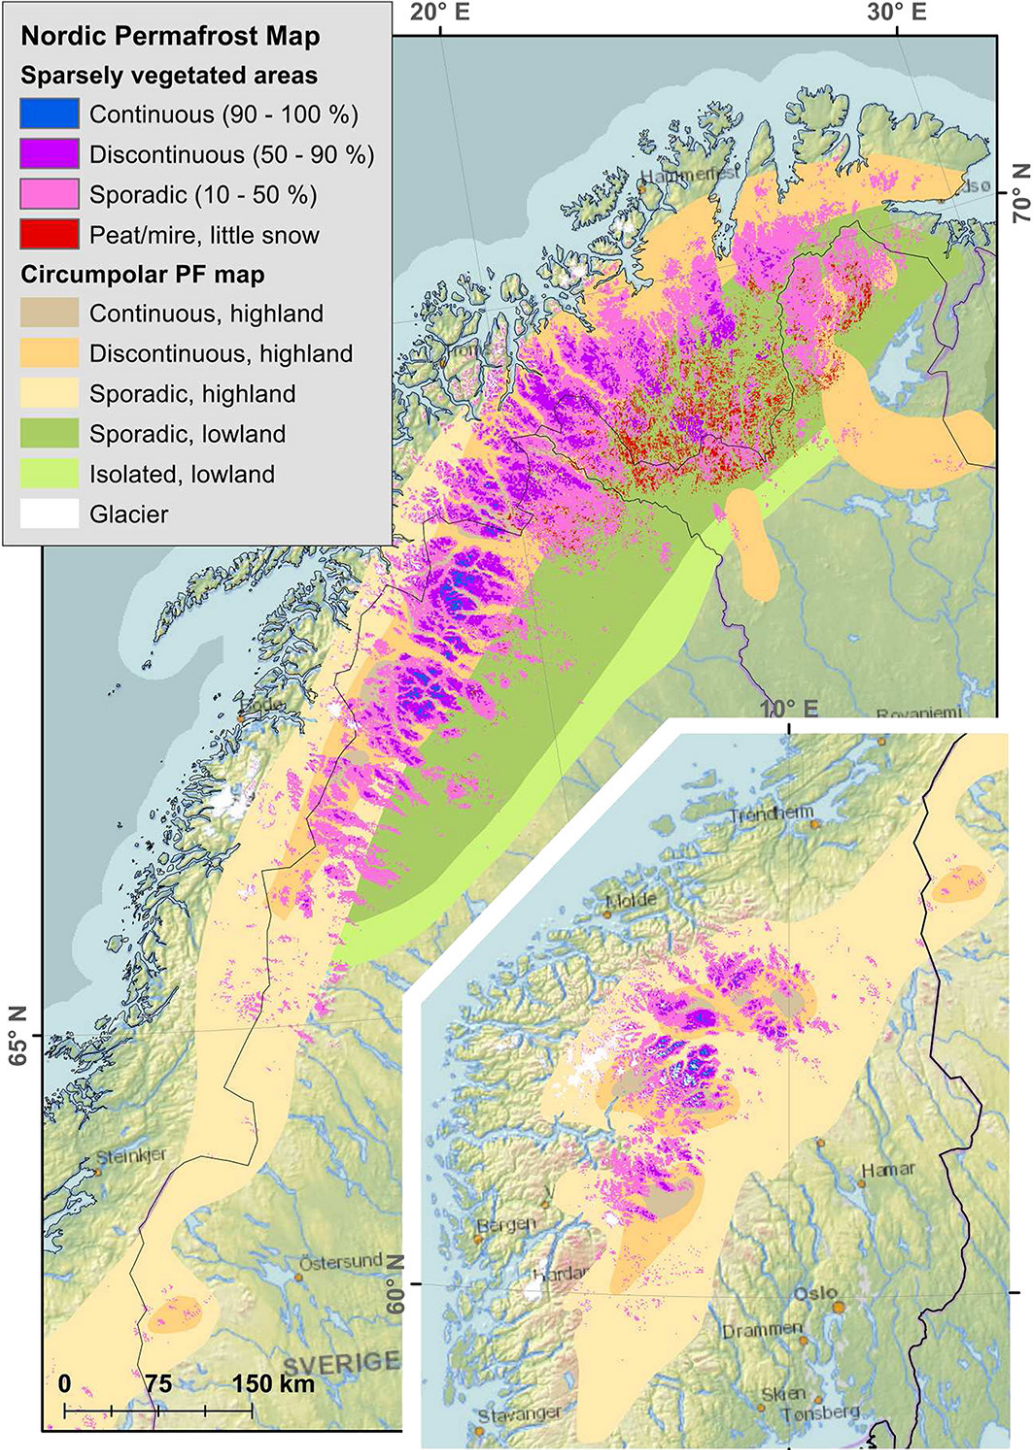 20° E
30° E
Nordic Permafrost Map
Sparsely vegetated areas
Continuous (90 - 100 %)
Discontinuous (50 - 90 %)
Sporadic (10 - 50 %)
Peat/mire, little snow
Circumpolar PF map
Continuous, highland
Discontinuous, highland
Sporadic, highland
Sporadic, lowland
Isolated, lowland
Glacier
Hammerfest
dsø
70° N
Bodø
10° E
Rovaniemi
Trondheim
Molde
65° N
Steinkjer
Hamar
Bergen
Östersund
60° N
Hardan
Oslo
Drammen
SVERIGE
0 75 150 km
Skien
Tønsberg
Stavanger